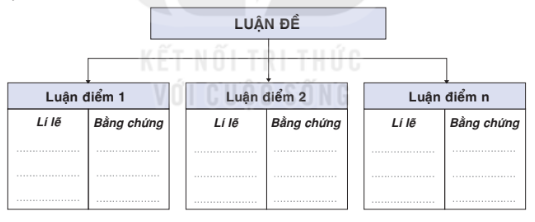 LUẬN ĐỀ
KẾT NỐI TRI THỨC
VỚI CUỘC SỐNG
Luận điểm 1
Luận điểm 2
Luận điểm n
Lí lẽ
Bằng chứng
Lí lẽ
Bằng chứng
Lí lẽ
Bằng chứng